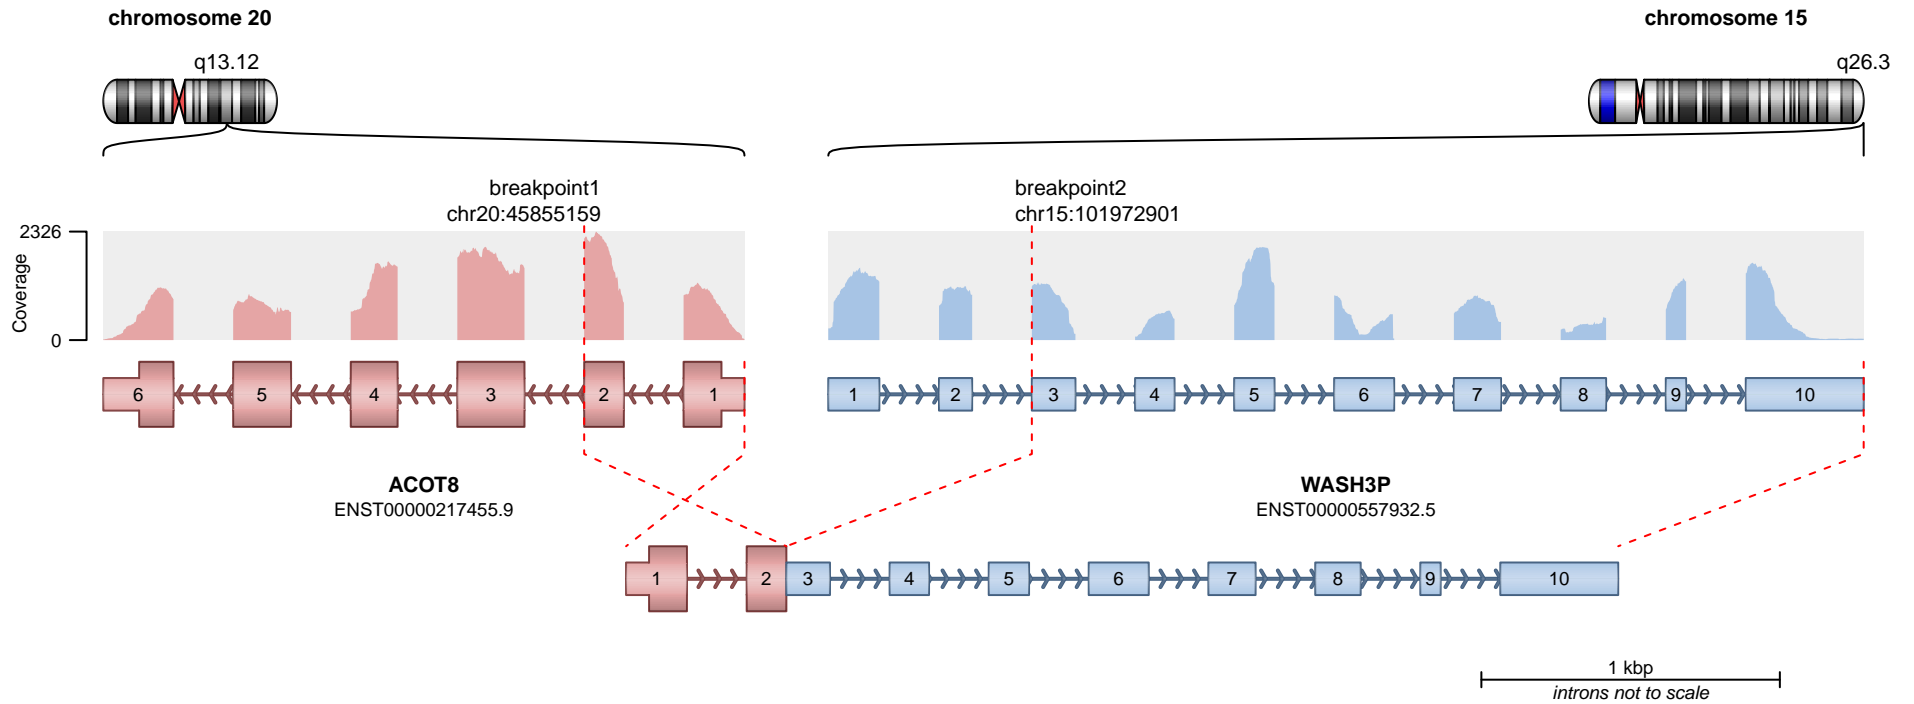 chromosome 20
chromosome 15
q13.12
q26.3
breakpoint1
chr20:45855159
breakpoint2
chr15:101972901
2326
Coverage
0
6 5 4 3 2 1
1 2 3 4 5 6 7 8 9 10
ACOT8
ENST00000217455.9
WASH3P
ENST00000557932.5
1 2 3 4 5 6 7 8 9 10
1 kbp
introns not to scale